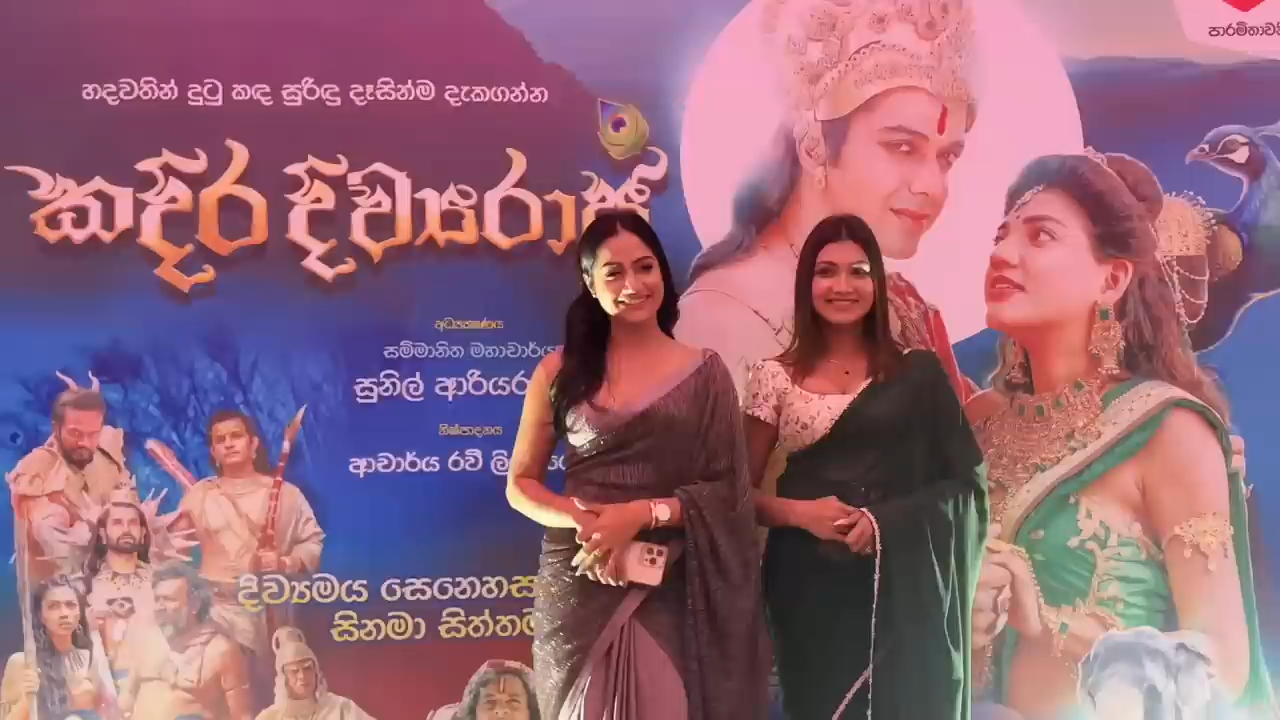 හදවතින් දුටු කඳ සුරිඳු දෑසින්ම දැකගන්න
කදිර දිව්‍යරාජ
අධ්‍යක්ෂණය
සම්මානිත මහාචාර්ය
සුනිල් ආරියර
නිෂ්පාදනය
ආචාර්ය රවී
දිව්‍යමය සෙනෙහස
සිනමා සිත්තම